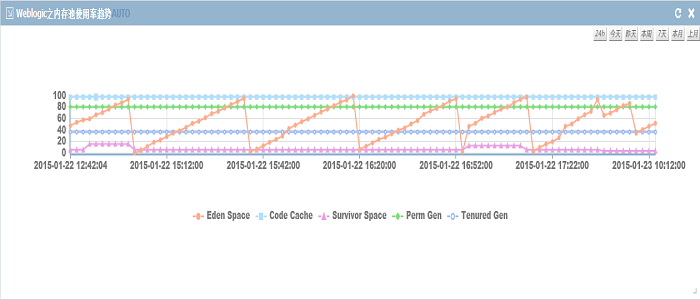 Weblogic之内存池使用率趋势AUTO
24h 今天 昨天 本周 7天 本月 上月
100
80
60
40
20
0
2015-01-22 12:42:04 2015-01-22 15:12:00 2015-01-22 15:42:00 2015-01-22 16:20:00 2015-01-22 16:52:00 2015-01-22 17:22:00 2015-01-23 10:12:00
Eden Space Code Cache Survivor Space Perm Gen Tenured Gen